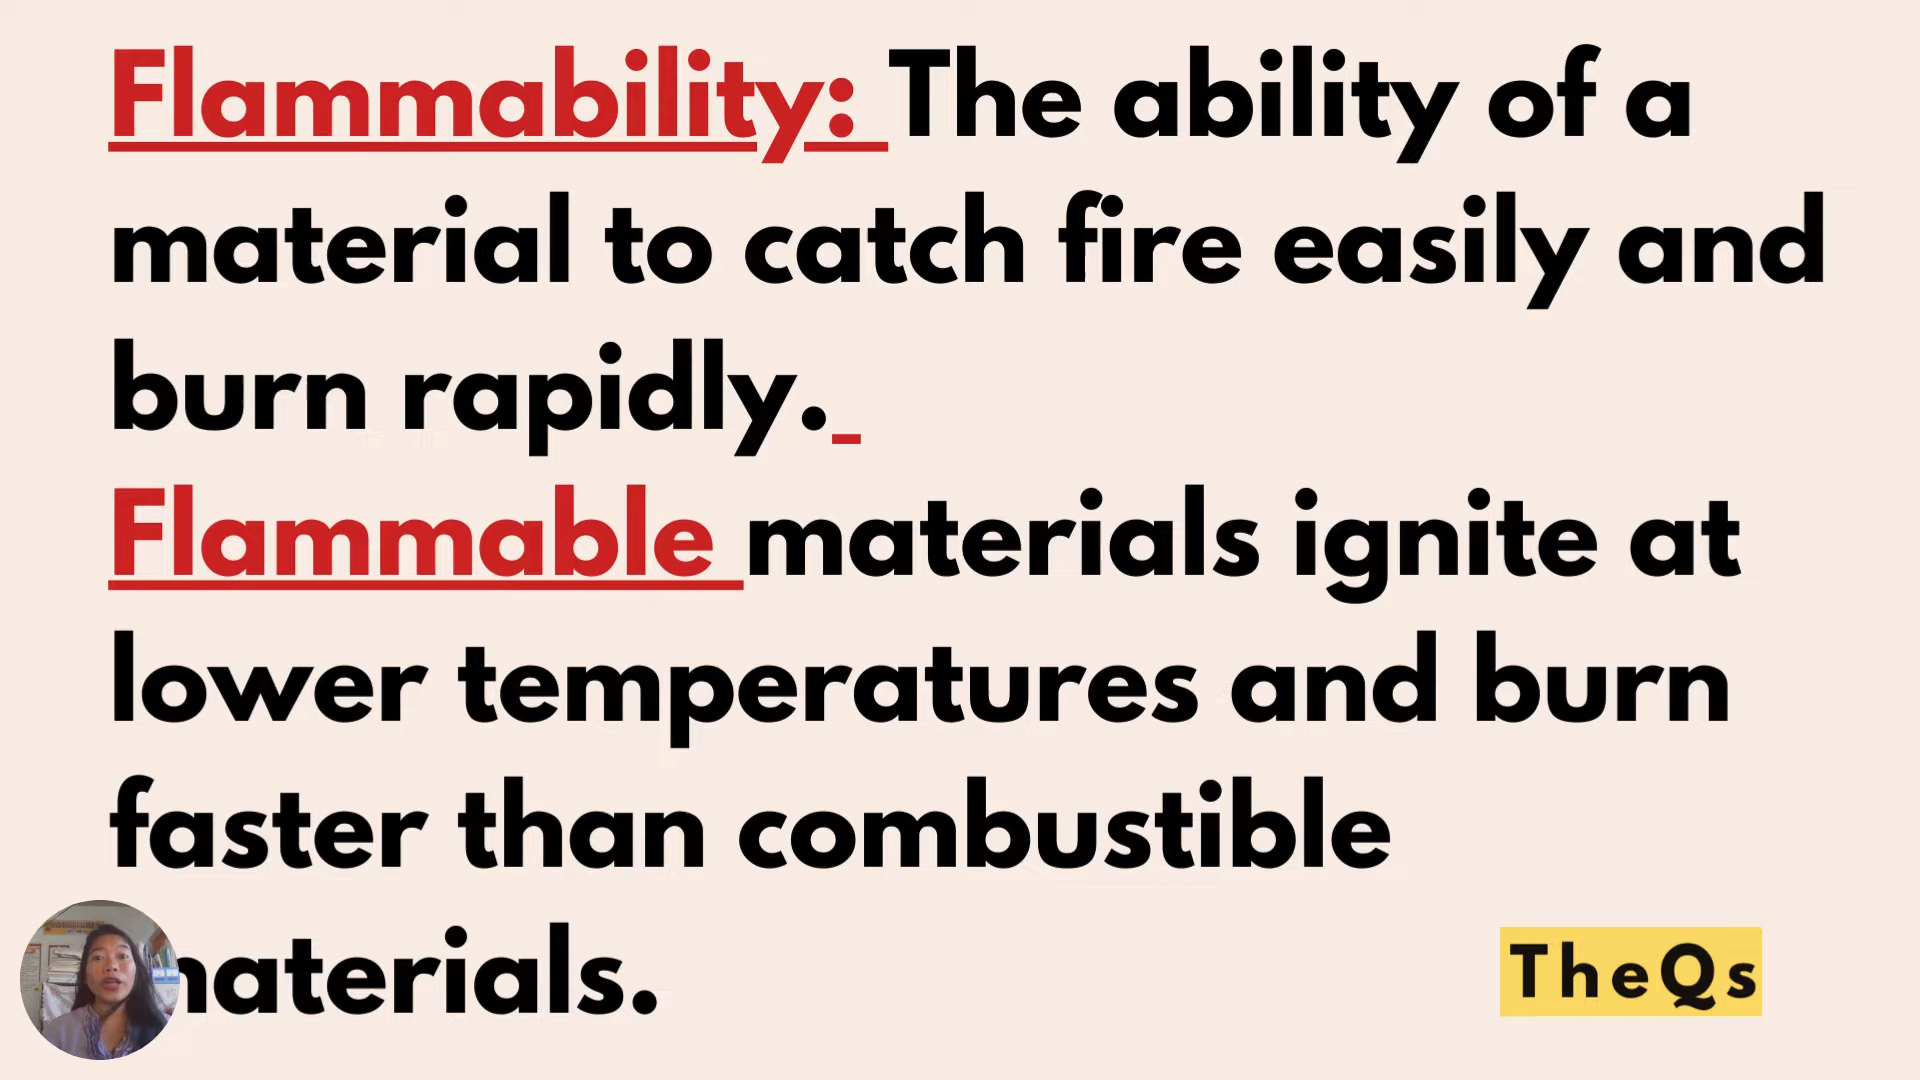 Flammability: The ability of a
material to catch fire easily and
burn rapidly.
Flammable materials ignite at
lower temperatures and burn
faster than combustible
materials.
TheQs